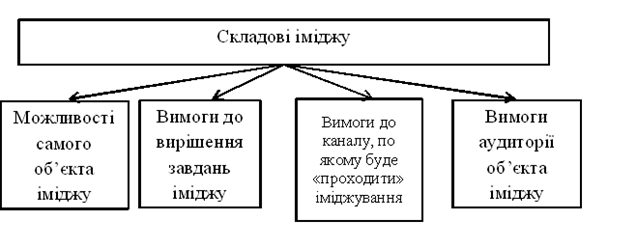 Складові іміджу
Можливості
самого
об’єкта
іміджу
Вимоги до
вирішення
завдань
іміджу
Вимоги до
каналу, по
якому буде
«проходити»
іміджування
Вимоги
аудиторії
об’єкта
іміджу